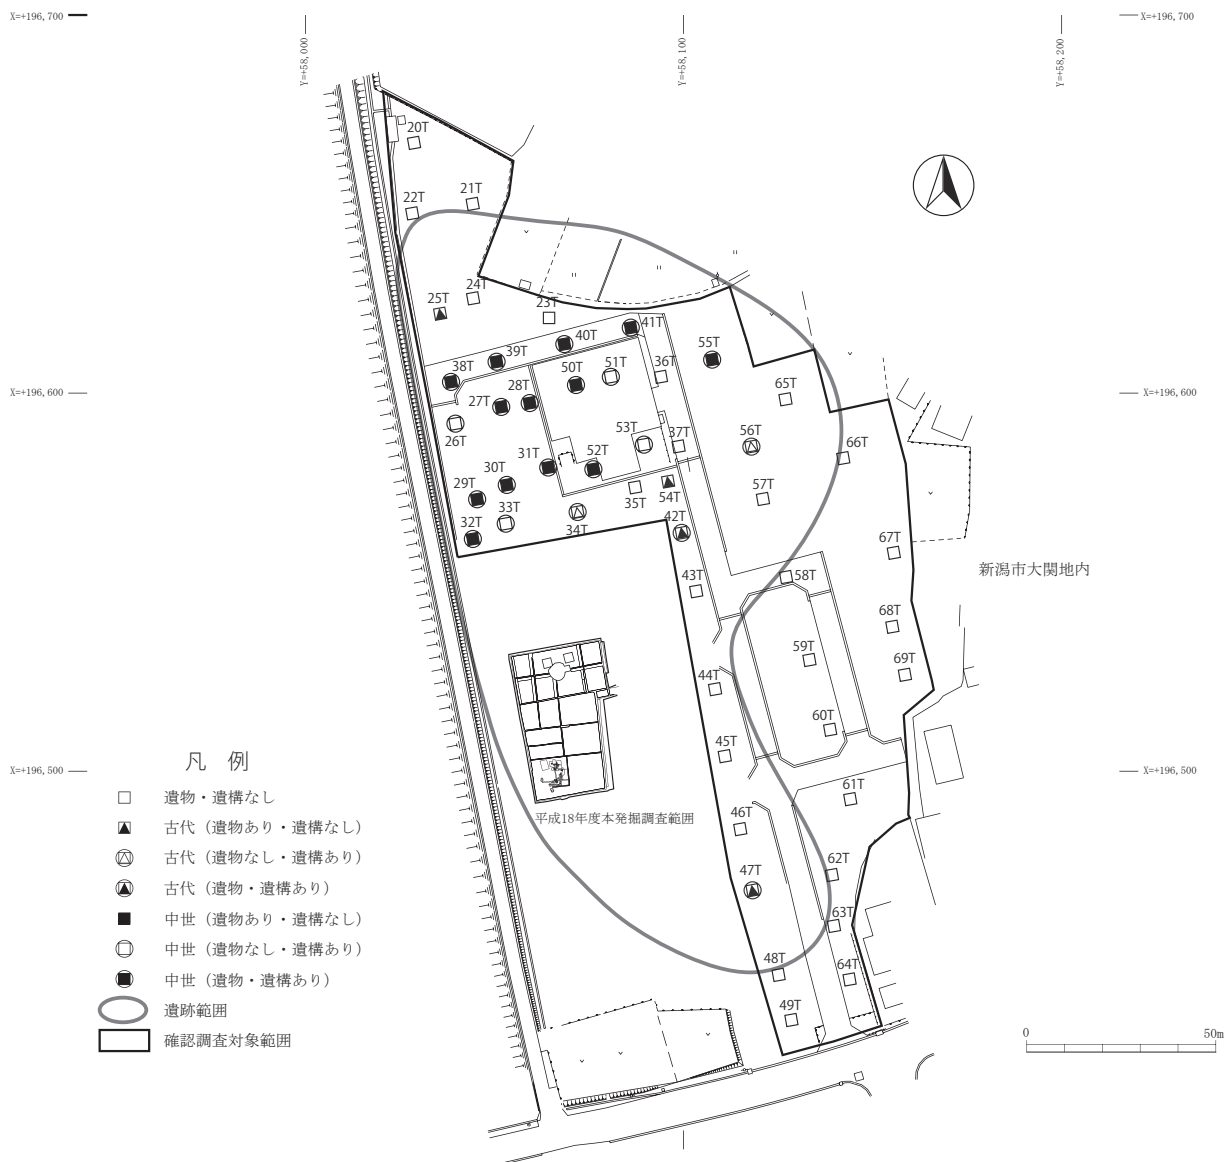 X=+196,700
Y=+58,000
Y=+58,100
Y=+58,200
X=+196,700
20T
21T
22T
24T
25T
23T
41T
40T
39T
38T
55T
51T
36T
50T
28T
27T
65T
26T
53T
37T
56T
66T
X=+196,600
X=+196,600
31T
52T
30T
29T
57T
35T
54T
33T
32T
34T
42T
67T
新潟市大関地内
43T
58T
68T
59T
69T
44T
60T
45T
X=+196,500
X=+196,500
61T
46T
平成18年度本発掘調査範囲
62T
47T
63T
48T
64T
49T
凡 例
遺物・遺構なし
古代(遺物あり・遺構なし)
古代(遺物なし・遺構あり)
古代(遺物・遺構あり)
中世(遺物あり・遺構なし)
中世(遺物なし・遺構あり)
中世(遺物・遺構あり)
遺跡範囲
確認調査対象範囲
0 50m